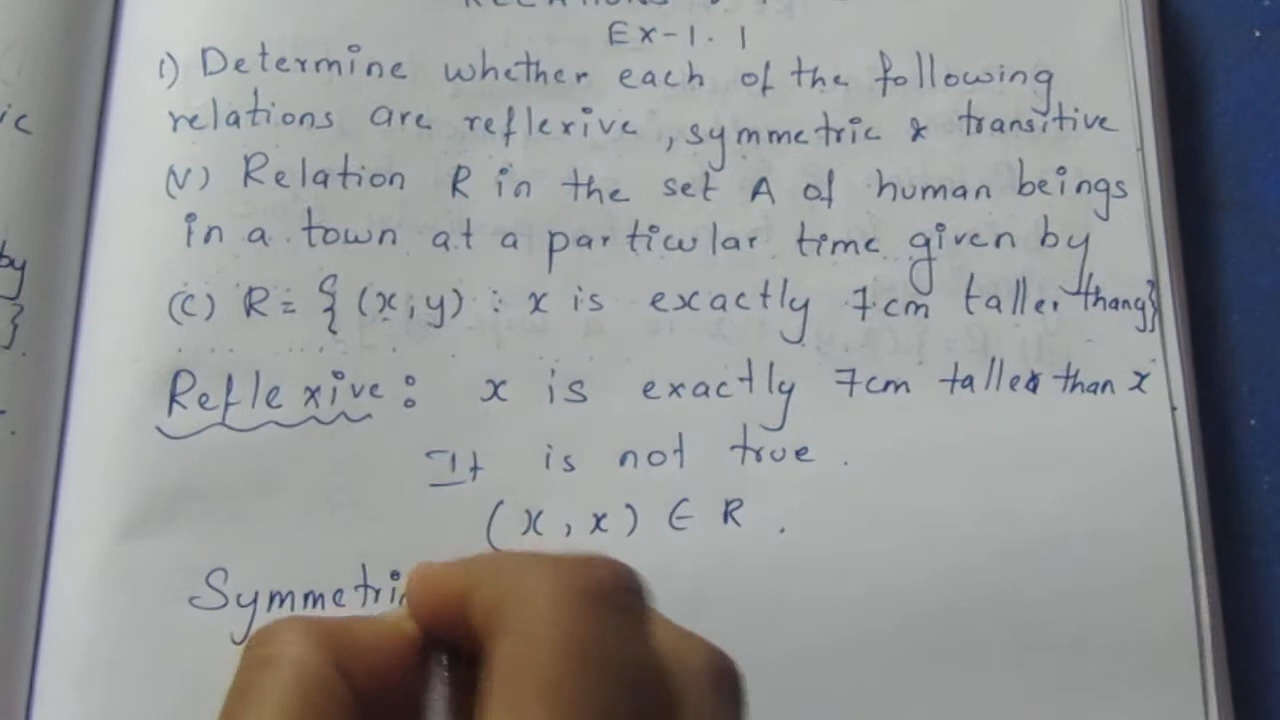 Ex-1.1
1) Determine whether each of the following
relations are reflexive, symmetric & transitive
(V) Relation R in the set A of human beings
in a town at a particular time given by
(C) R = { (x, y) : x is exactly 7cm taller than y}
Reflexive : x is exactly 7cm taller than x
It is not true.
(x, x) ∈ R.
Symmetri
ic
by
}.